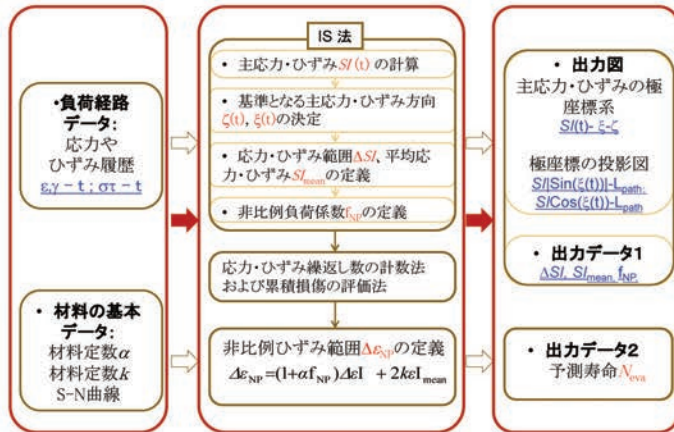 •負荷経路
データ:
応力や
ひずみ履歴
ε,γ − t ; στ − t
• 材料の基本
データ:
材料定数α
材料定数k
S−N曲線
IS 法
• 主応力・ひずみSI(t) の計算
• 基準となる主応力・ひずみ方向
ζ(t), ξ(t)の決定
• 応力・ひずみ範囲ΔSI、平均応
力・ひずみSImeanの定義
• 非比例負荷係数fNPの定義
応力・ひずみ繰返し数の計数法
および累積損傷の評価法
非比例ひずみ範囲ΔεNPの定義
ΔεNP=(1+αfNP)ΔεI + 2kεImean
• 出力図
主応力・ひずみの極
座標系
SI(t)- ξ-ζ
極座標の投影図
SI|Sin(ξ(t))|-Lpath;
SICos(ξ(t))-Lpath
• 出力データ1
ΔSI, SImean, fNP,
• 出力データ2
予測寿命Neva